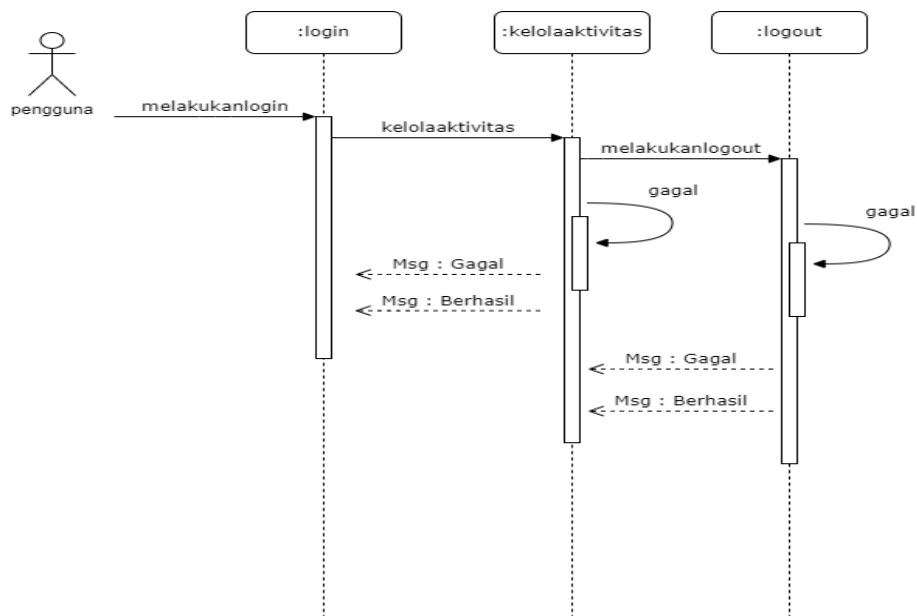 :login
:kelolaaktivitas
:logout
pengguna
melakukanlogin
kelolaaktivitas
melakukanlogout
gagal
gagal
Msg : Gagal
Msg : Berhasil
Msg : Gagal
Msg : Berhasil